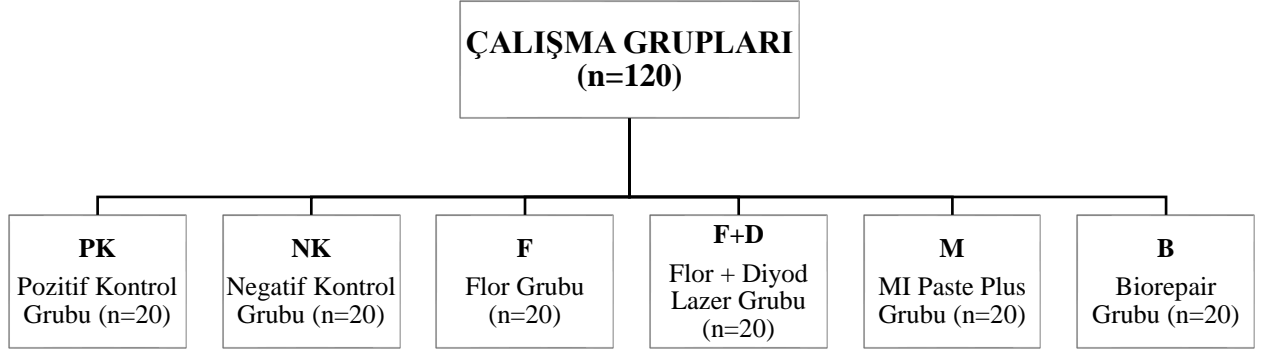 ÇALIŞMA GRUPLARI
(n=120)
PK
Pozitif Kontrol
Grubu (n=20)
NK
Negatif Kontrol
Grubu (n=20)
F
Flor Grubu
(n=20)
F+D
Flor + Diyod
Lazer Grubu
(n=20)
M
MI Paste Plus
Grubu (n=20)
B
Biorepair
Grubu (n=20)